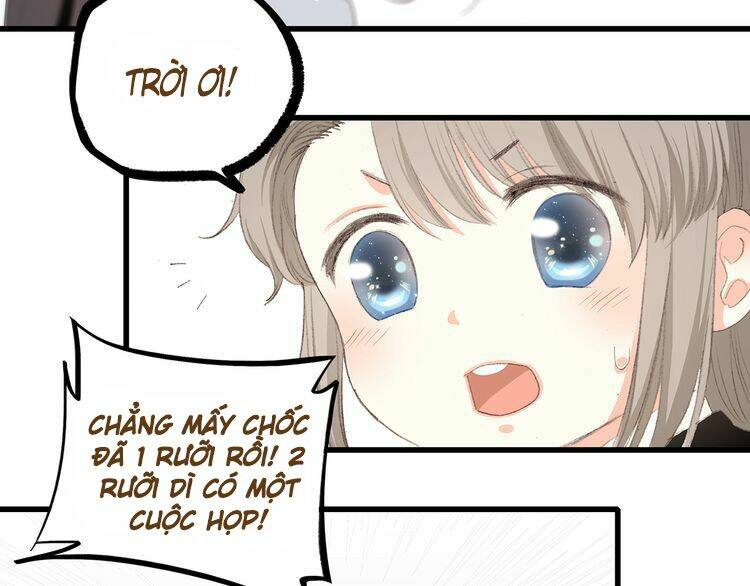 TRỜI ƠI!
CHẲNG MẤY CHỐC
ĐÃ 1 RƯỠI RỒI! 2
RƯỠI DÌ CÓ MỘT
CUỘC HỌP!